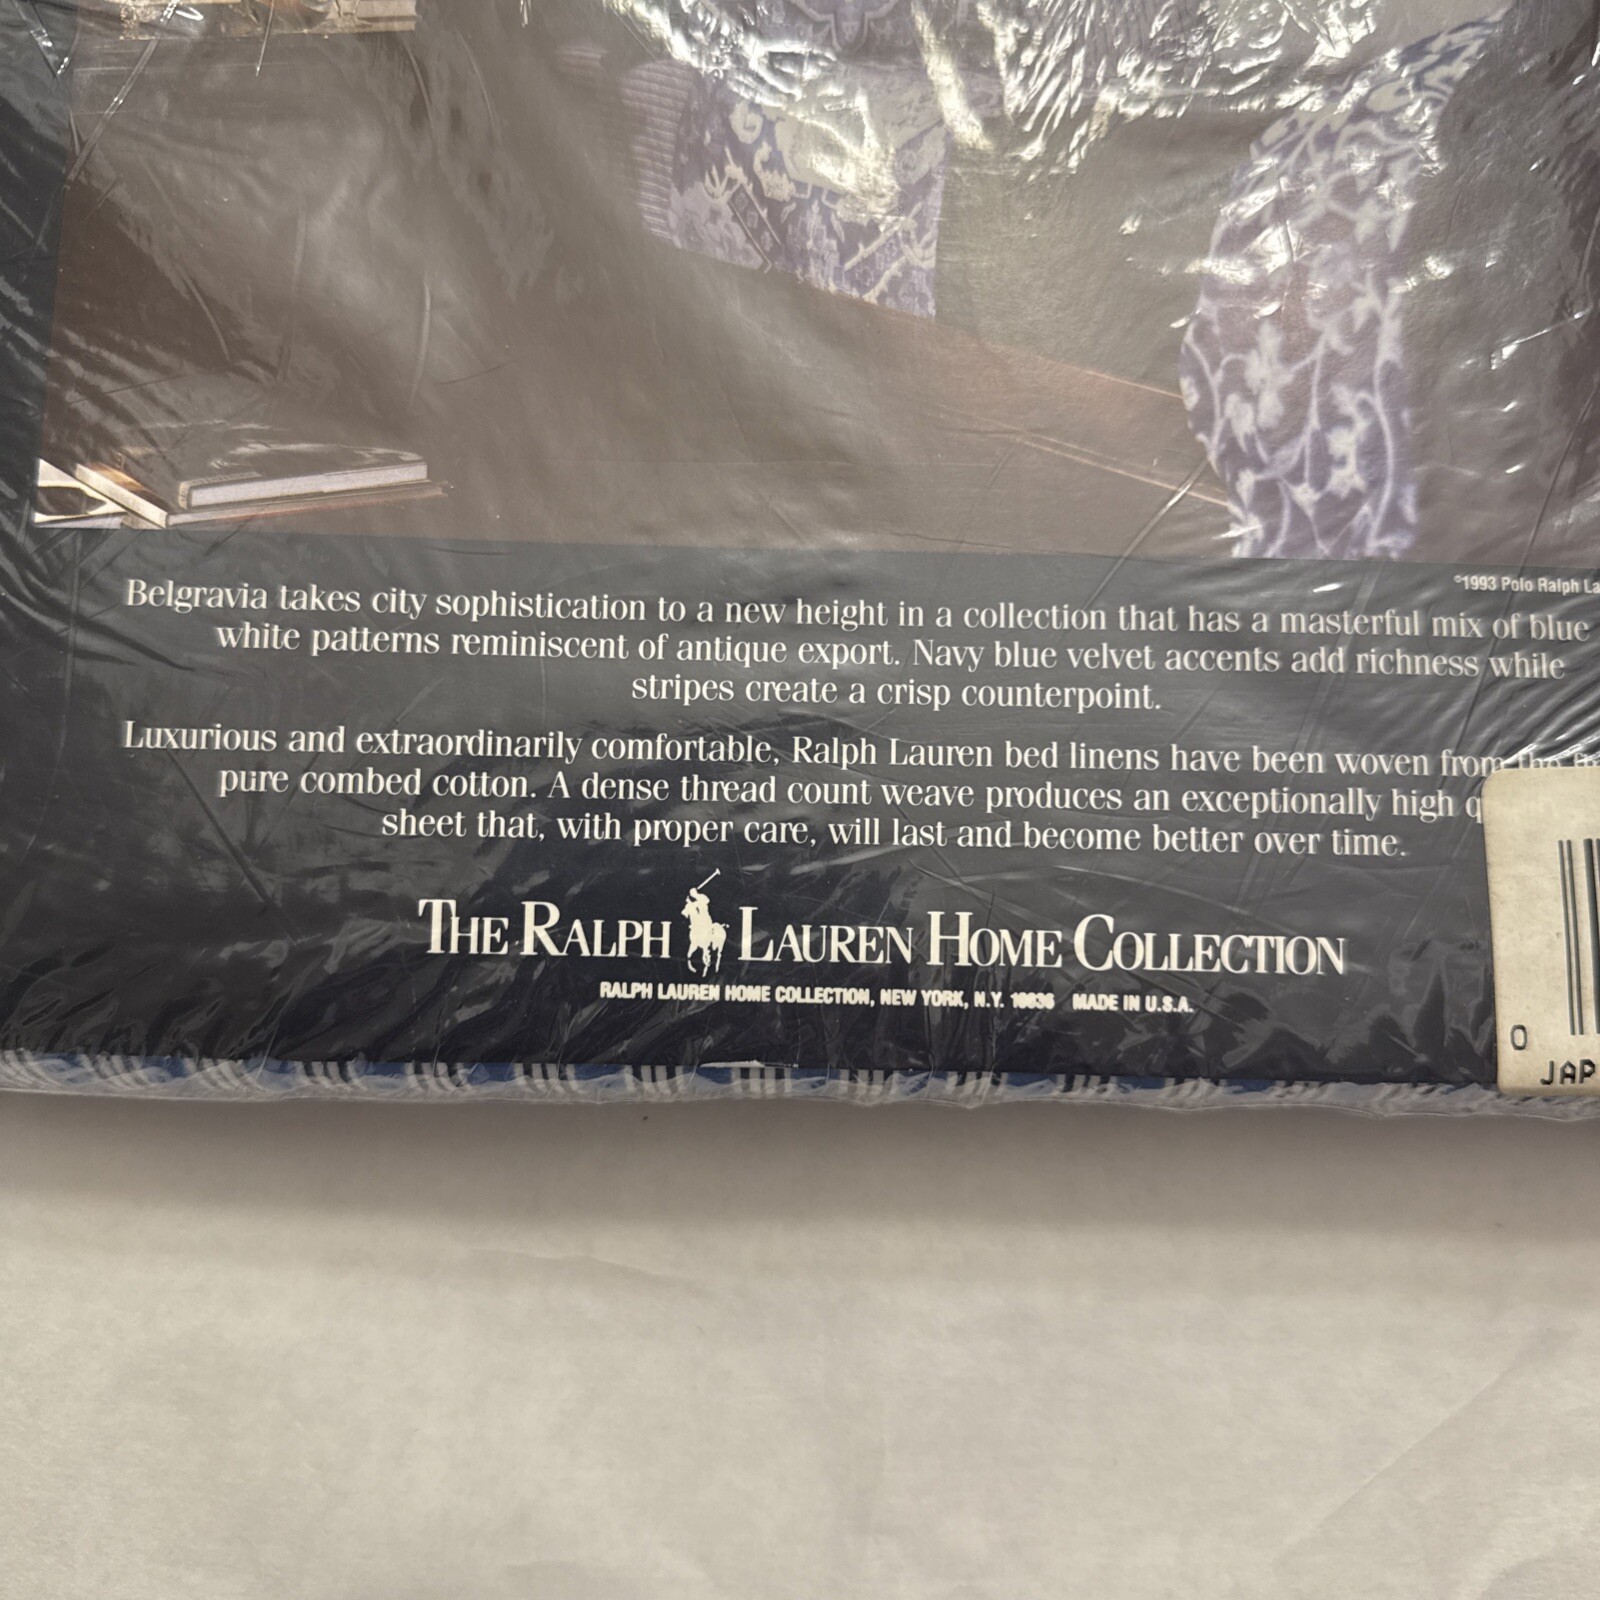 ©1993 Polo Ralph La
Belgravia takes city sophistication to a new height in a collection that has a masterful mix of blue
white patterns reminiscent of antique export. Navy blue velvet accents add richness while
stripes create a crisp counterpoint.
Luxurious and extraordinarily comfortable, Ralph Lauren bed linens have been woven from the
pure combed cotton. A dense thread count weave produces an exceptionally high q
sheet that, with proper care, will last and become better over time.
THE RALPH LAUREN HOME COLLECTION
RALPH LAUREN HOME COLLECTION, NEW YORK, N.Y. 10036 MADE IN U.S.A.
0
JAP